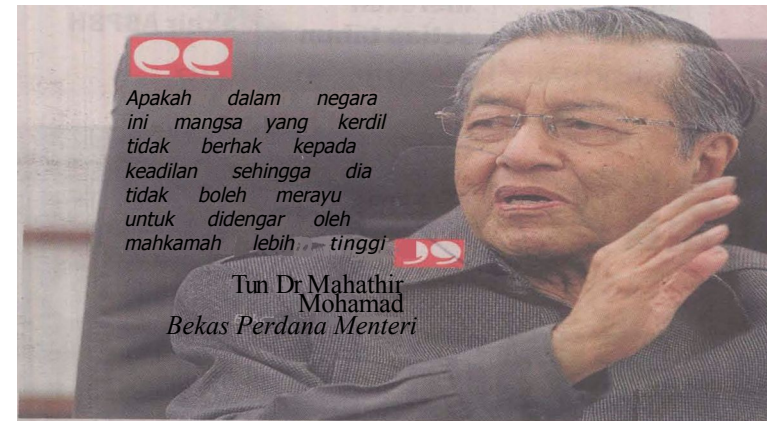 Apakah dalam negara
ini mangsa yang kerdil
tidak berhak kepada
keadilan sehingga dia
tidak boleh merayu
untuk didengar oleh
mahkamah lebih tinggi
Tun Dr Mahathir
Mohamad
Bekas Perdana Menteri